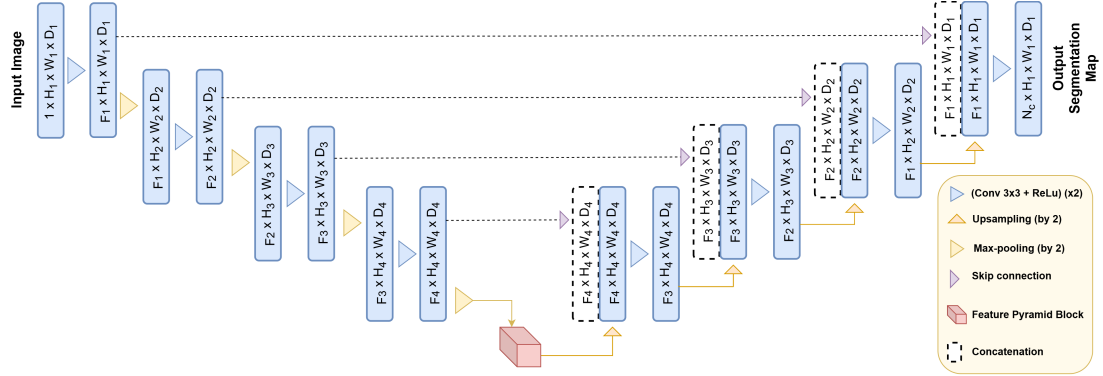 Input Image
1 x H₁ x W₁ x D₁
F₁ x H₁ x W₁ x D₁
F₁ x H₂ x W₂ x D₂
F₂ x H₂ x W₂ x D₂
F₂ x H₃ x W₃ x D₃
F₃ x H₃ x W₃ x D₃
F₃ x H₄ x W₄ x D₄
F₄ x H₄ x W₄ x D₄
F₄ x H₄ x W₄ x D₄
F₄ x H₄ x W₄ x D₄
F₃ x H₄ x W₄ x D₄
F₃ x H₃ x W₃ x D₃
F₃ x H₃ x W₃ x D₃
F₂ x H₃ x W₃ x D₃
F₂ x H₂ x W₂ x D₂
F₂ x H₂ x W₂ x D₂
F₁ x H₂ x W₂ x D₂
F₁ x H₁ x W₁ x D₁
F₁ x H₁ x W₁ x D₁
N_c x H₁ x W₁ x D₁
Output
Segmentation
Map
(Conv 3x3 + ReLu) (x2)
Upsampling (by 2)
Max-pooling (by 2)
Skip connection
Feature Pyramid Block
Concatenation